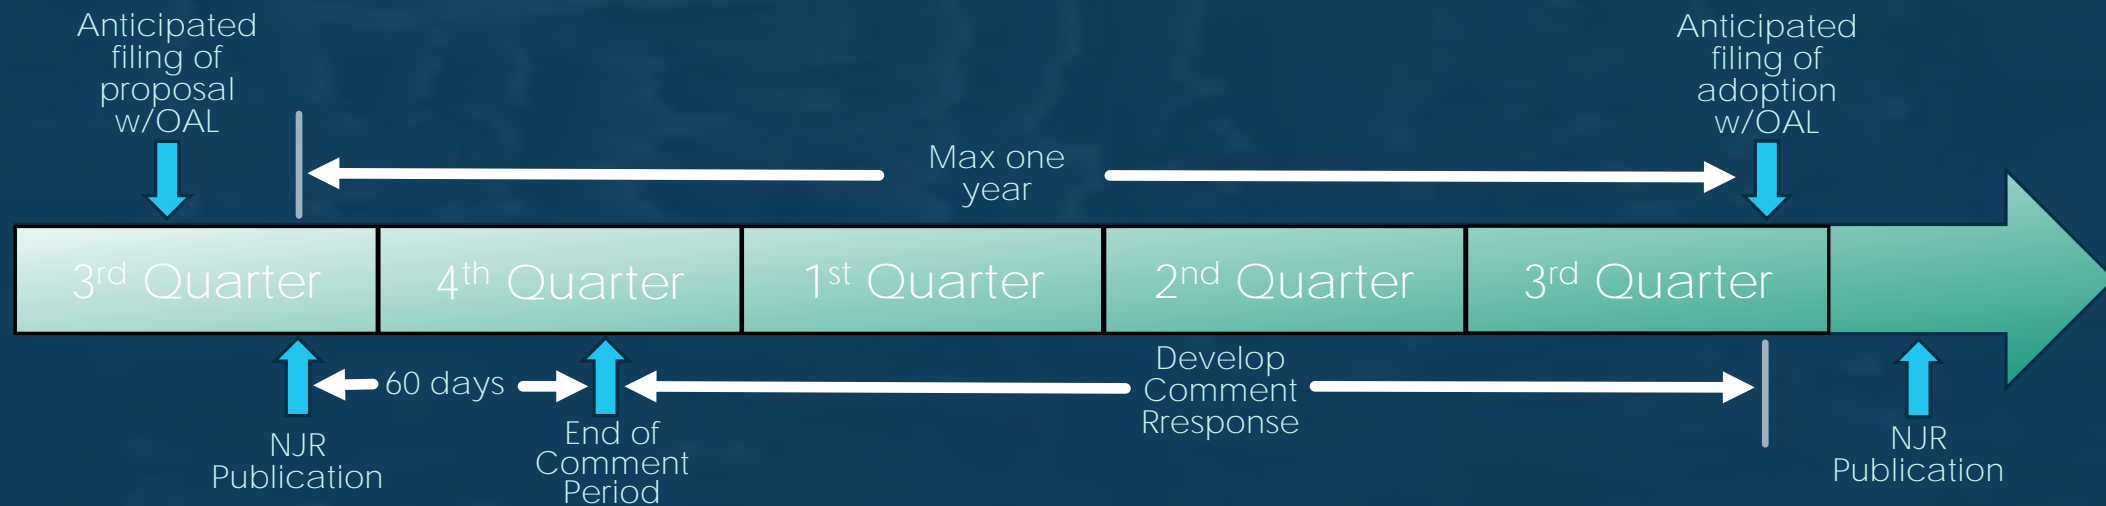 Anticipated
filing of
proposal
w/OAL
Anticipated
filing of
adoption
w/OAL
Max one
year
3rd Quarter
4th Quarter
1st Quarter
2nd Quarter
3rd Quarter
60 days
Develop
Comment
Rresponse
NJR
Publication
End of
Comment
Period
NJR
Publication